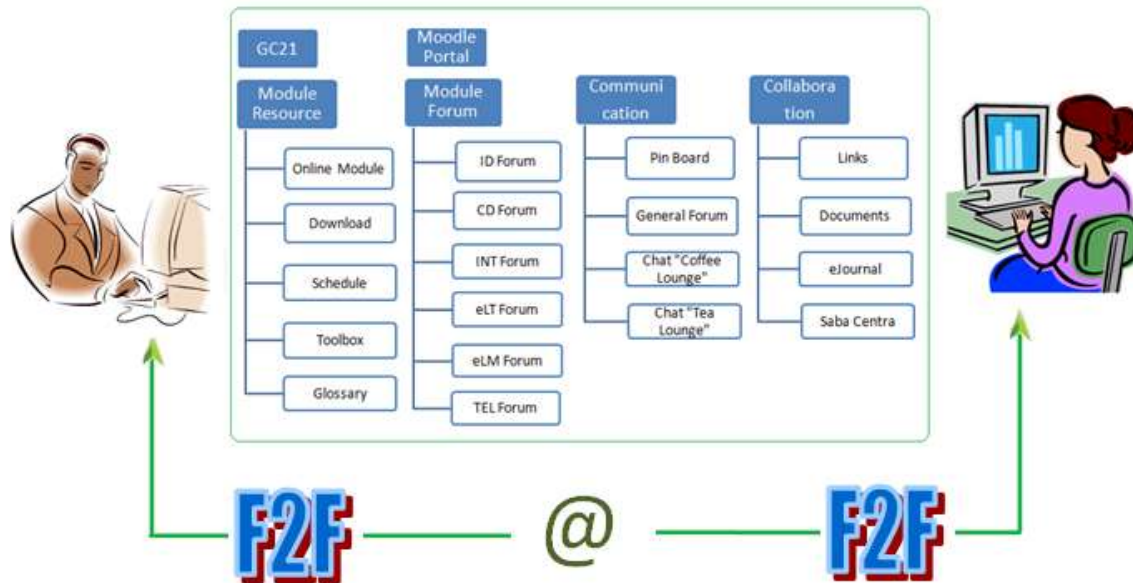 GC21
Moodle
Portal
Module
Resource
Online Module
Download
Schedule
Toolbox
Glossary
Module
Forum
ID Forum
CD Forum
INT Forum
eLT Forum
eLM Forum
TEL Forum
Communi
cation
Pin Board
General Forum
Chat "Coffee
Lounge"
Chat "Tea
Lounge"
Collabora
tion
Links
Documents
eJournal
Saba Centra
F2F
@
F2F